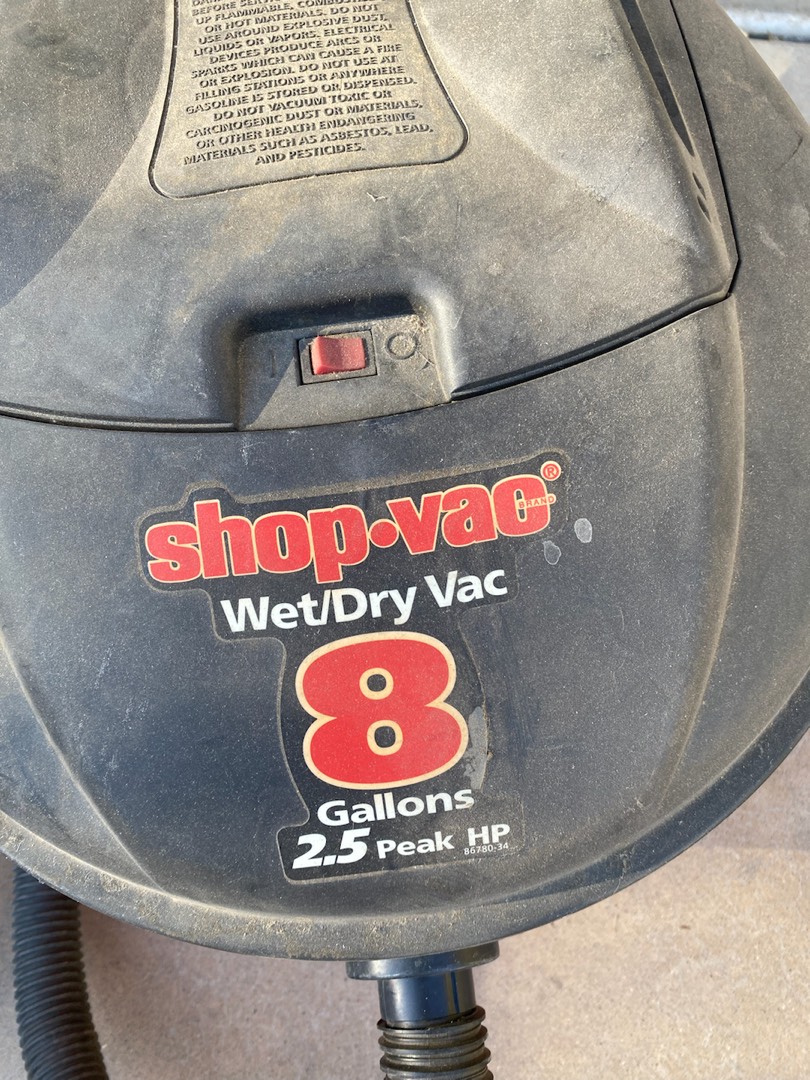 BEFORE
UP FLAMMABLE, COMBUSTIBLE
OR HOT MATERIALS. DO NOT
USE AROUND EXPLOSIVE DUST,
LIQUIDS OR VAPORS. ELECTRICAL
DEVICES PRODUCE ARCS OR
SPARKS WHICH CAN CAUSE A FIRE
OR EXPLOSION. DO NOT USE AT
FILLING STATIONS OR ANYWHERE
GASOLINE IS STORED OR DISPENSED.
DO NOT VACUUM TOXIC OR
CARCINOGENIC DUST OR MATERIALS,
OR OTHER HEALTH ENDANGERING
MATERIALS SUCH AS ASBESTOS, LEAD,
AND PESTICIDES.
I O
shop•vac®
BRAND
Wet/Dry Vac
8
Gallons
2.5 Peak HP
86780-34